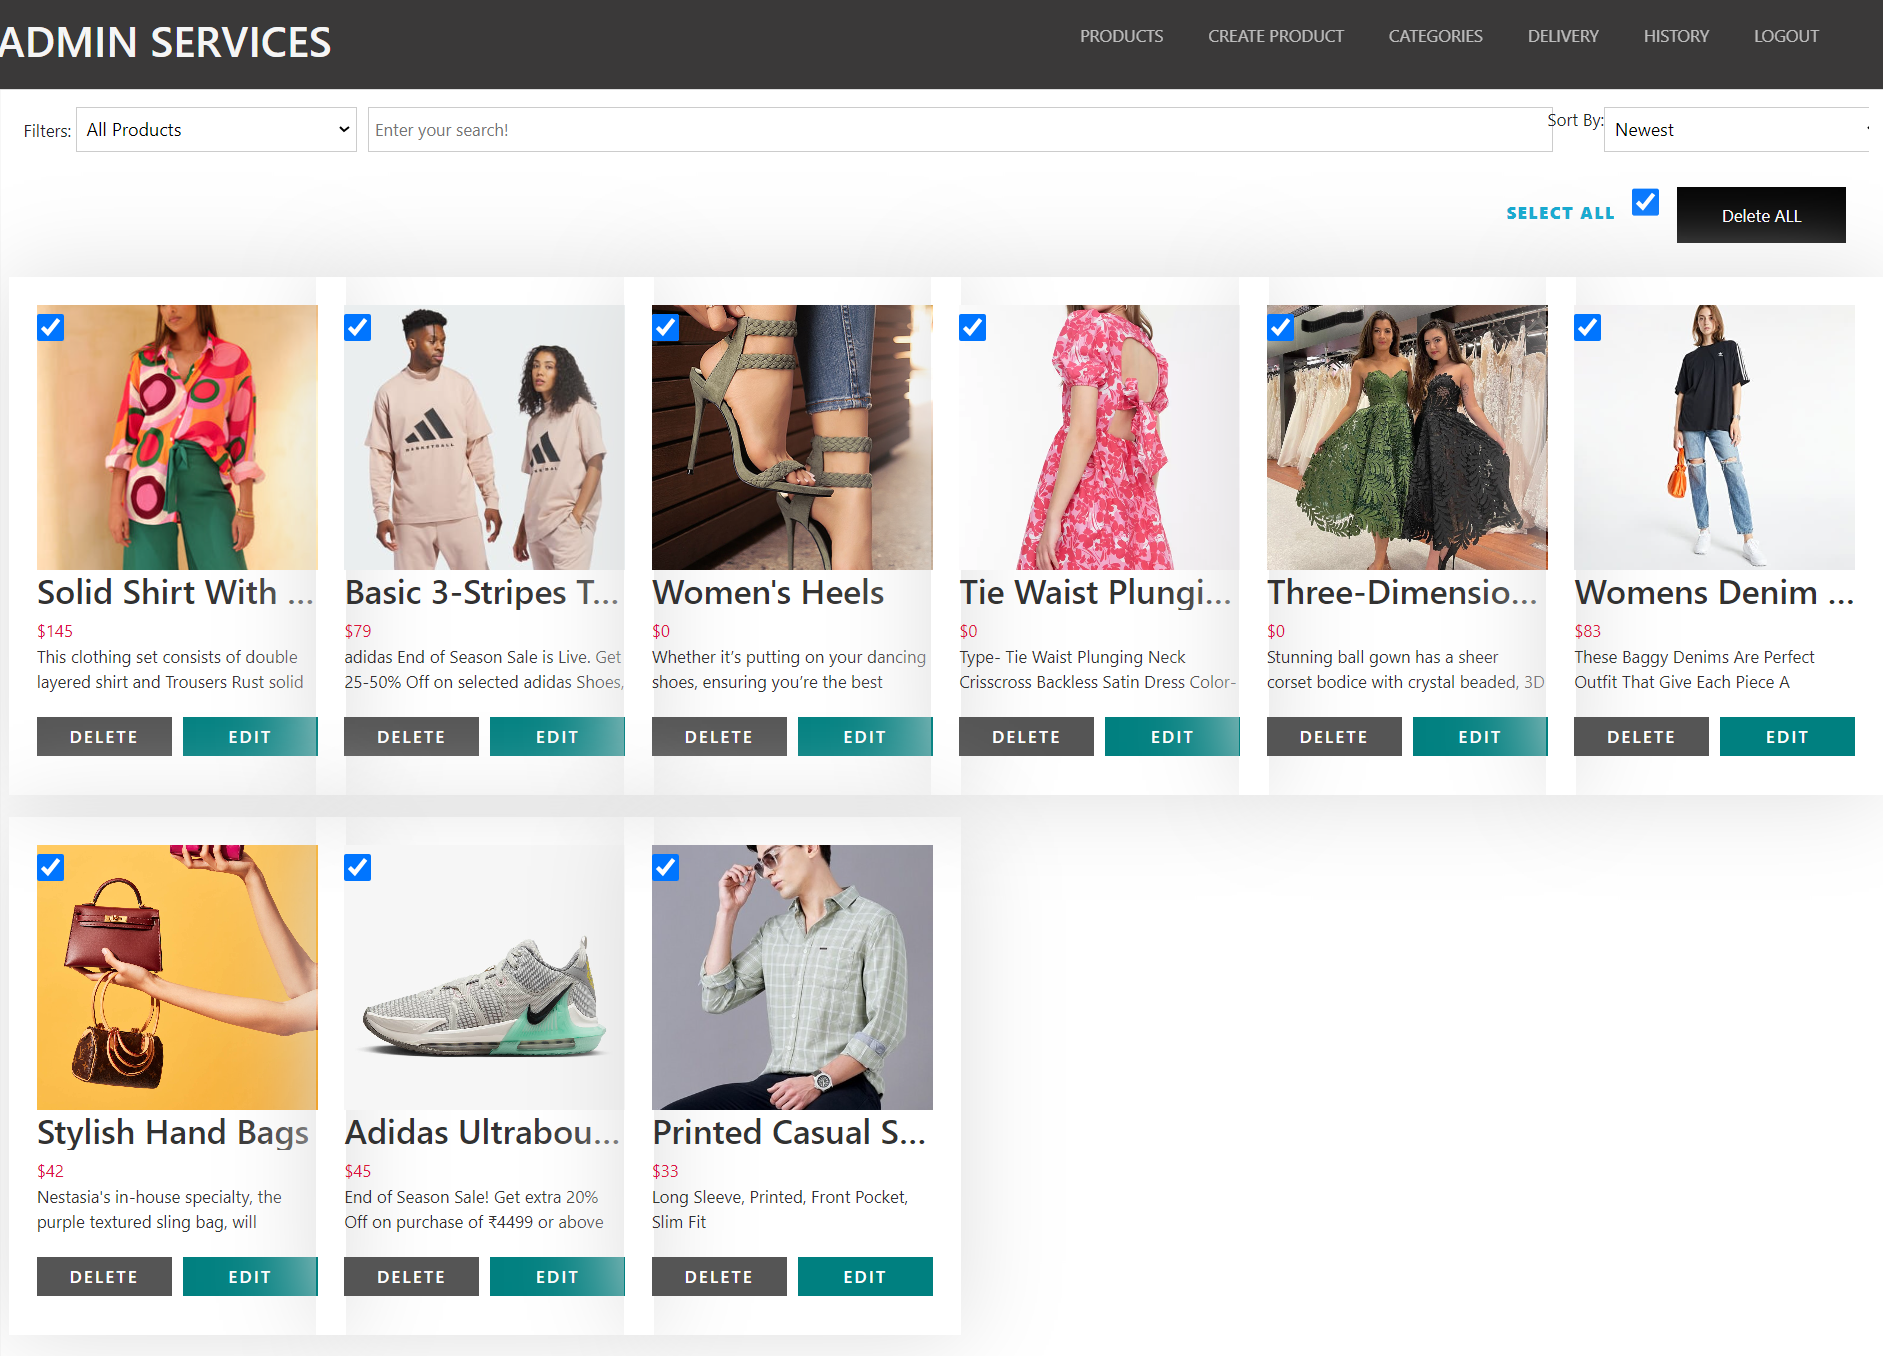 ADMIN SERVICES
PRODUCTS CREATE PRODUCT CATEGORIES DELIVERY HISTORY LOGOUT
Filters: All Products Enter your search! Sort By: Newest
SELECT ALL Delete ALL
BASKETBALL
Solid Shirt With ...
$145
This clothing set consists of double
layered shirt and Trousers Rust solid
DELETE EDIT
Basic 3-Stripes T...
$79
adidas End of Season Sale is Live. Get
25-50% Off on selected adidas Shoes,
DELETE EDIT
Women's Heels
$0
Whether it’s putting on your dancing
shoes, ensuring you’re the best
DELETE EDIT
Tie Waist Plungi...
$0
Type- Tie Waist Plunging Neck
Crisscross Backless Satin Dress Color-
DELETE EDIT
Three-Dimensio...
$0
Stunning ball gown has a sheer
corset bodice with crystal beaded, 3D
DELETE EDIT
Womens Denim ...
$83
These Baggy Denims Are Perfect
Outfit That Give Each Piece A
DELETE EDIT
Stylish Hand Bags
$42
Nestasia's in-house specialty, the
purple textured sling bag, will
DELETE EDIT
Adidas Ultrabou...
$45
End of Season Sale! Get extra 20%
Off on purchase of ₹4499 or above
DELETE EDIT
Printed Casual S...
$33
Long Sleeve, Printed, Front Pocket,
Slim Fit
DELETE EDIT